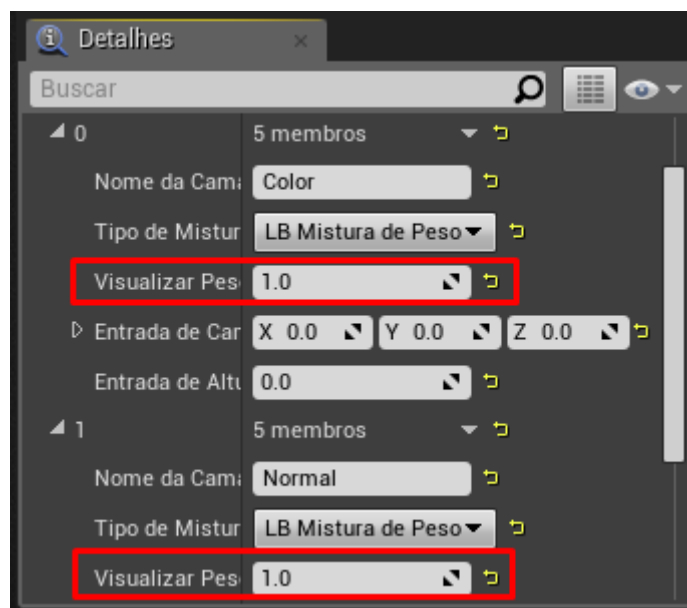 Detalhes
Buscar
0 5 membros
Nome da Cama Color
Tipo de Mistur LB Mistura de Peso
Visualizar Pes 1.0
Entrada de Car X 0.0 Y 0.0 Z 0.0
Entrada de Altu 0.0
1 5 membros
Nome da Cama Normal
Tipo de Mistur LB Mistura de Peso
Visualizar Pes 1.0